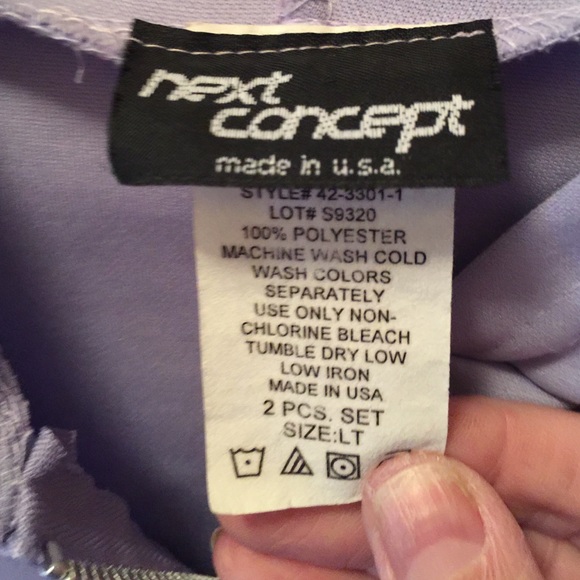 next
concept
made in u.s.a.
STYLE# 42-3301-1
LOT# S9320
100% POLYESTER
MACHINE WASH COLD
WASH COLORS
SEPARATELY
USE ONLY NON-
CHLORINE BLEACH
TUMBLE DRY LOW
LOW IRON
MADE IN USA
2 PCS. SET
SIZE:LT